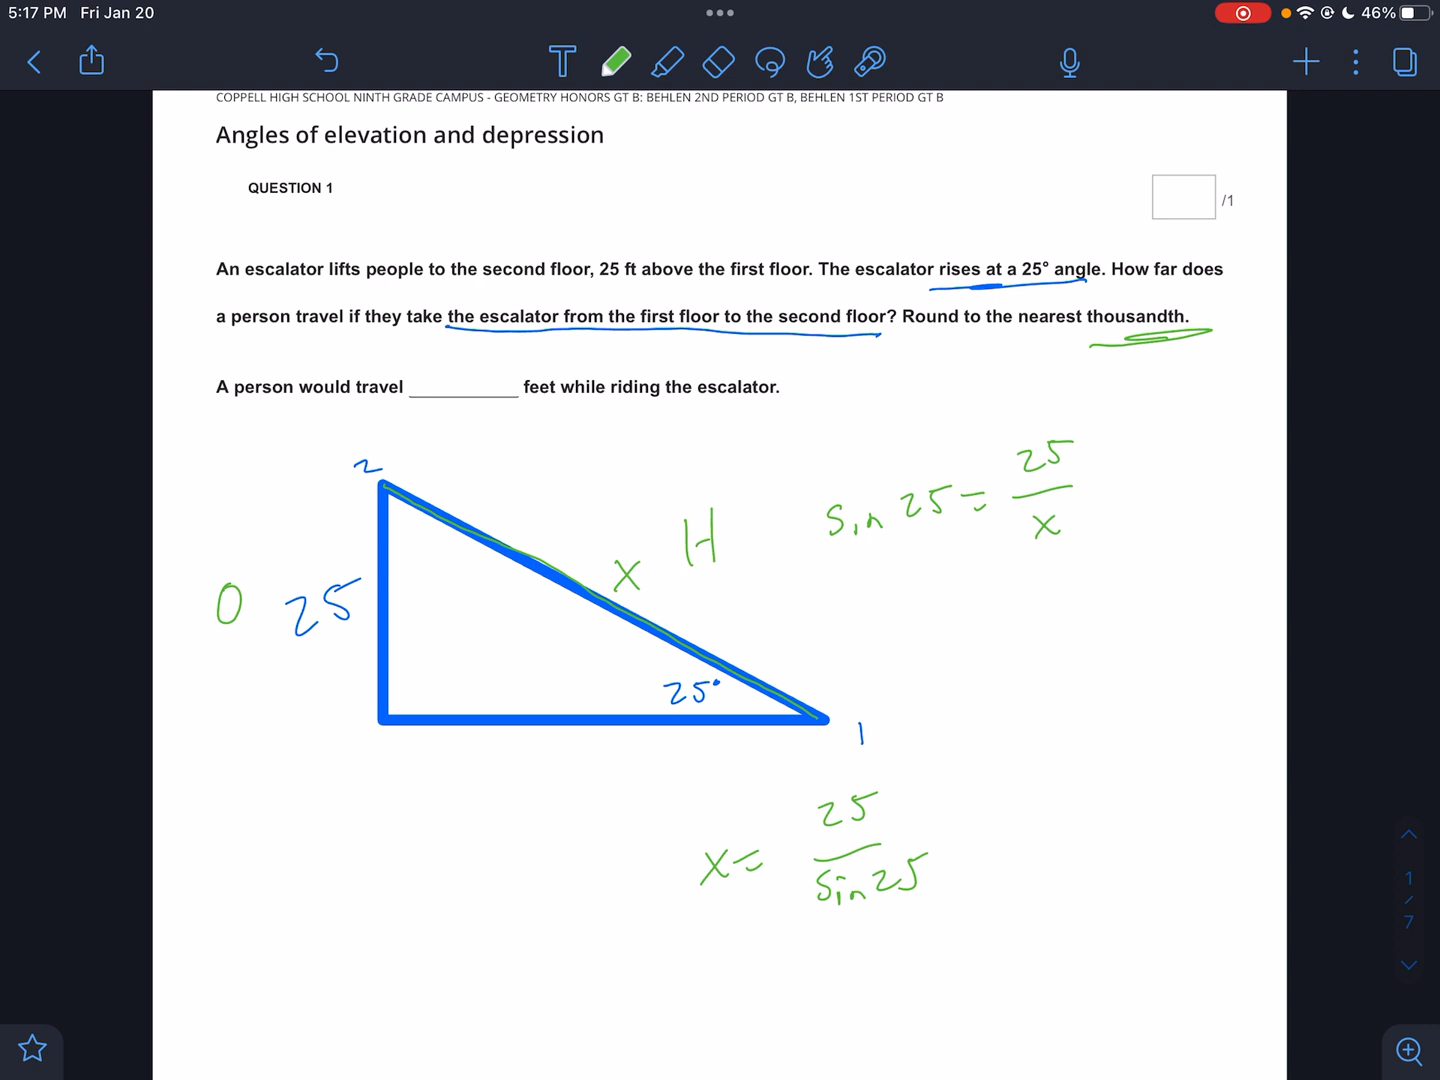 5:17 PM Fri Jan 20
46%
COPPELL HIGH SCHOOL NINTH GRADE CAMPUS - GEOMETRY HONORS GT B: BEHLEN 2ND PERIOD GT B, BEHLEN 1ST PERIOD GT B
Angles of elevation and depression
QUESTION 1
/1
An escalator lifts people to the second floor, 25 ft above the first floor. The escalator rises at a 25° angle. How far does
a person travel if they take the escalator from the first floor to the second floor? Round to the nearest thousandth.
A person would travel __________ feet while riding the escalator.
2
sin 25 = 25/x
x H
O 25
25°
1
x = 25/sin 25
1
/
7